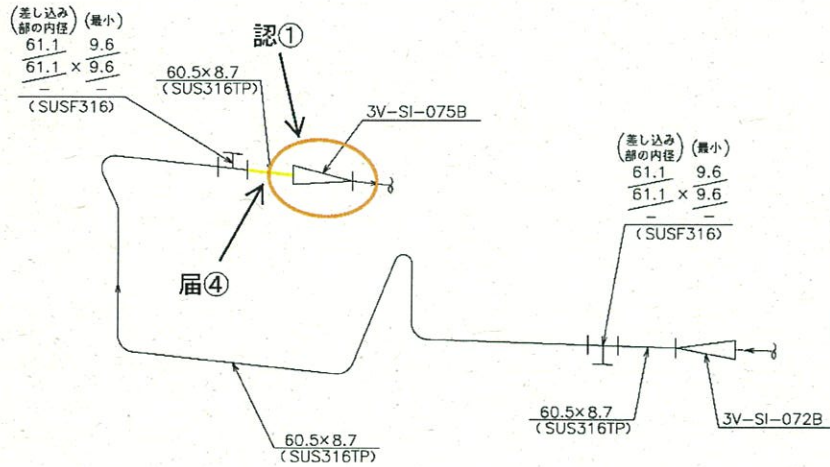 (差し込み部の内径) (最小)
61.1 9.6
61.1 × 9.6
− −
(SUSF316)
60.5×8.7
(SUS316TP)
認①
3V-SI-075B
届④
(差し込み部の内径) (最小)
61.1 9.6
61.1 × 9.6
− −
(SUSF316)
60.5×8.7
(SUS316TP)
60.5×8.7
(SUS316TP)
3V-SI-072B